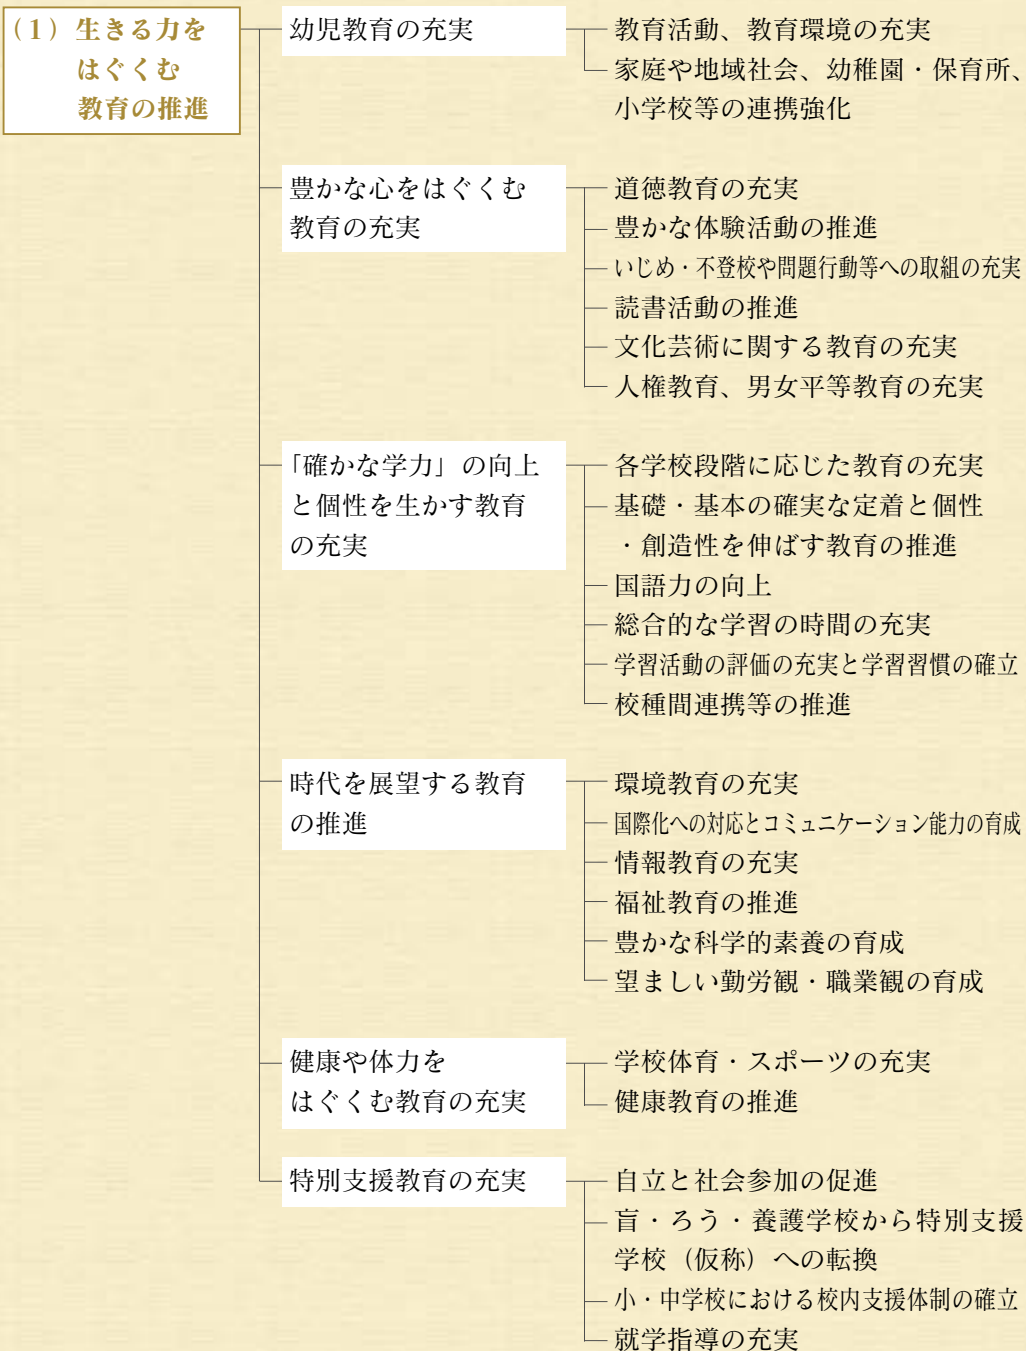 (1) 生きる力を
はぐくむ
教育の推進
幼児教育の充実
教育活動、教育環境の充実
家庭や地域社会、幼稚園・保育所、
小学校等の連携強化
豊かな心をはぐくむ
教育の充実
道徳教育の充実
豊かな体験活動の推進
いじめ・不登校や問題行動等への取組の充実
読書活動の推進
文化芸術に関する教育の充実
人権教育、男女平等教育の充実
「確かな学力」の向上
と個性を生かす教育
の充実
各学校段階に応じた教育の充実
基礎・基本の確実な定着と個性
・創造性を伸ばす教育の推進
国語力の向上
総合的な学習の時間の充実
学習活動の評価の充実と学習習慣の確立
校種間連携等の推進
時代を展望する教育
の推進
環境教育の充実
国際化への対応とコミュニケーション能力の育成
情報教育の充実
福祉教育の推進
豊かな科学的素養の育成
望ましい勤労観・職業観の育成
健康や体力を
はぐくむ教育の充実
学校体育・スポーツの充実
健康教育の推進
特別支援教育の充実
自立と社会参加の促進
盲・ろう・養護学校から特別支援
学校（仮称）への転換
小・中学校における校内支援体制の確立
就学指導の充実